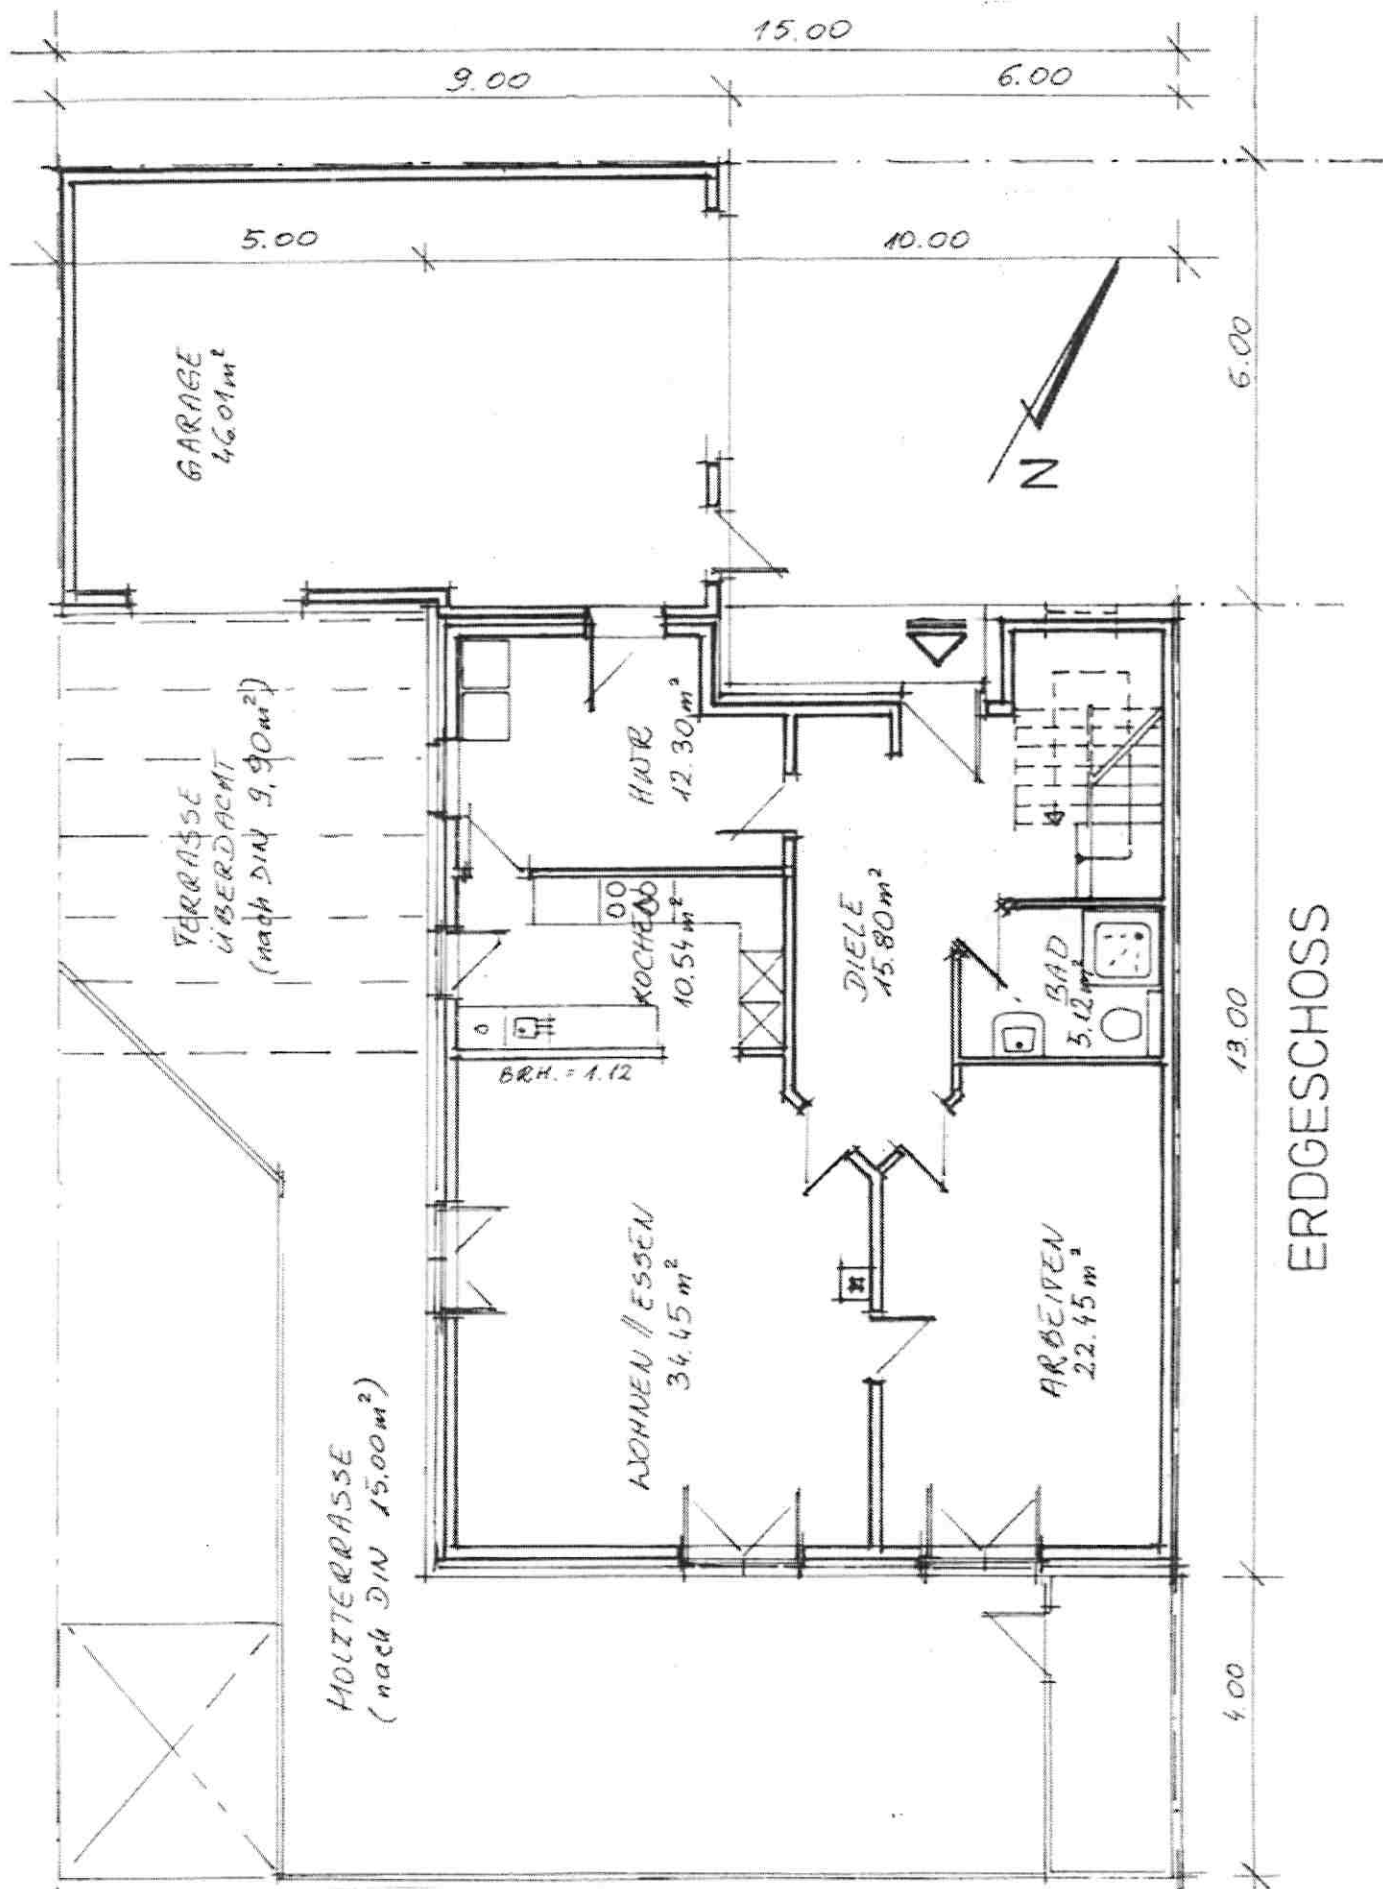 15.00
9.00
6.00
5.00
10.00
6.00
N
GARAGE
46.01m²
TERRASSE
ÜBERDACHT
(nach DIN 9.90m²)
HWR
12.30m²
KOCHEN
10.54m²
BRH. = 1.12
DIELE
15.80m²
BAD
5.12m²
13.00
ERDGESCHOSS
WOHNEN // ESSEN
34.45m²
ARBEITEN
22.45m²
HOLZTERRASSE
(nach DIN 15.00m²)
4.00